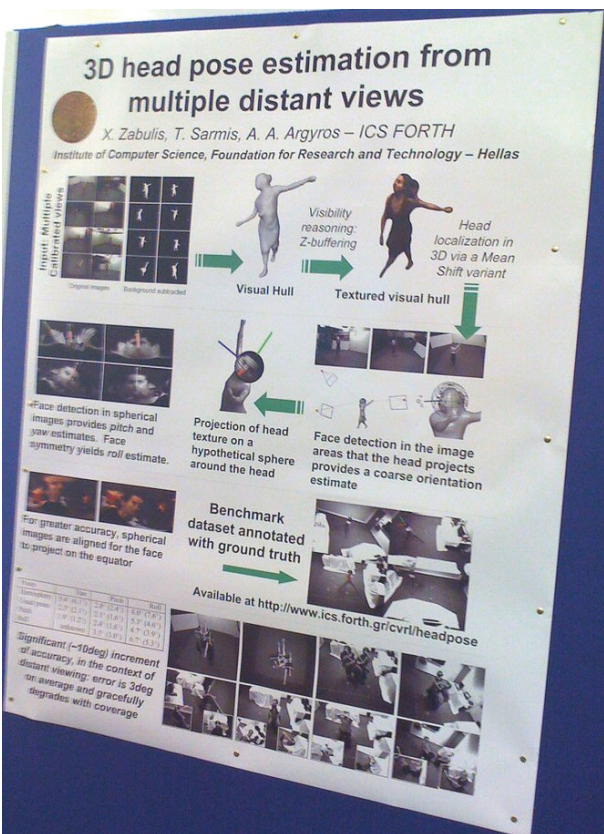 3D head pose estimation from
multiple distant views
X. Zabulis, T. Sarmis, A. A. Argyros – ICS FORTH
Institute of Computer Science, Foundation for Research and Technology – Hellas
Input: Multiple
Calibrated views
Original images
Background subtracted
Visual Hull
Visibility
reasoning:
Z-buffering
Textured visual hull
Head
localization in
3D via a Mean
Shift variant
Face detection in spherical
images provides pitch and
yaw estimates. Face
symmetry yields roll estimate.
Projection of head
texture on a
hypothetical sphere
around the head
Face detection in the image
areas that the head projects
provides a coarse orientation
estimate
For greater accuracy, spherical
images are aligned for the face
to project on the equator
Benchmark
dataset annotated
with ground truth
Available at http://www.ics.forth.gr/cvrl/headpose
Yaw Pitch Roll
Significant (~10deg) increment
of accuracy, in the context of
distant viewing: error is 3deg
on average and gracefully
degrades with coverage